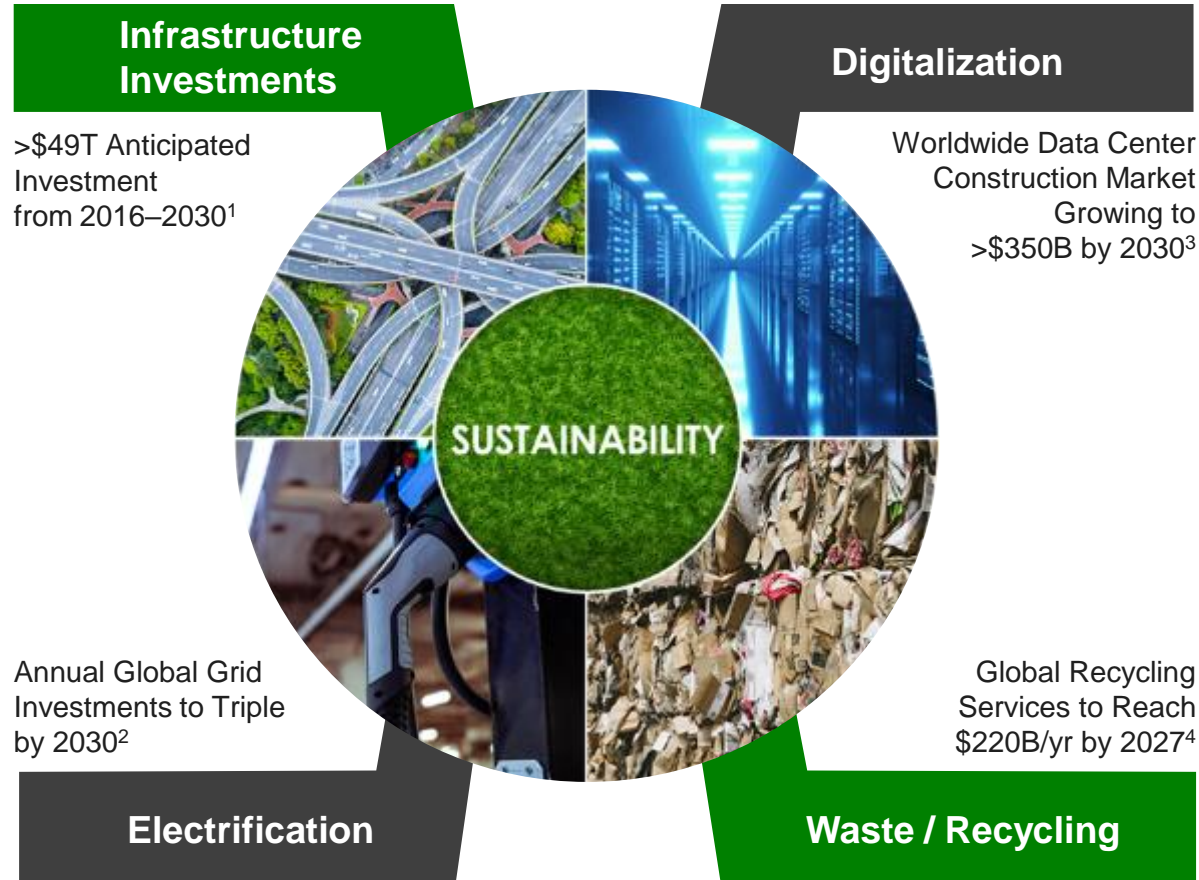 Infrastructure
Investments
>$49T Anticipated
Investment
from 2016–2030¹
Digitalization
Worldwide Data Center
Construction Market
Growing to
>$350B by 2030³
SUSTAINABILITY
Annual Global Grid
Investments to Triple
by 2030²
Electrification
Global Recycling
Services to Reach
$220B/yr by 2027⁴
Waste / Recycling